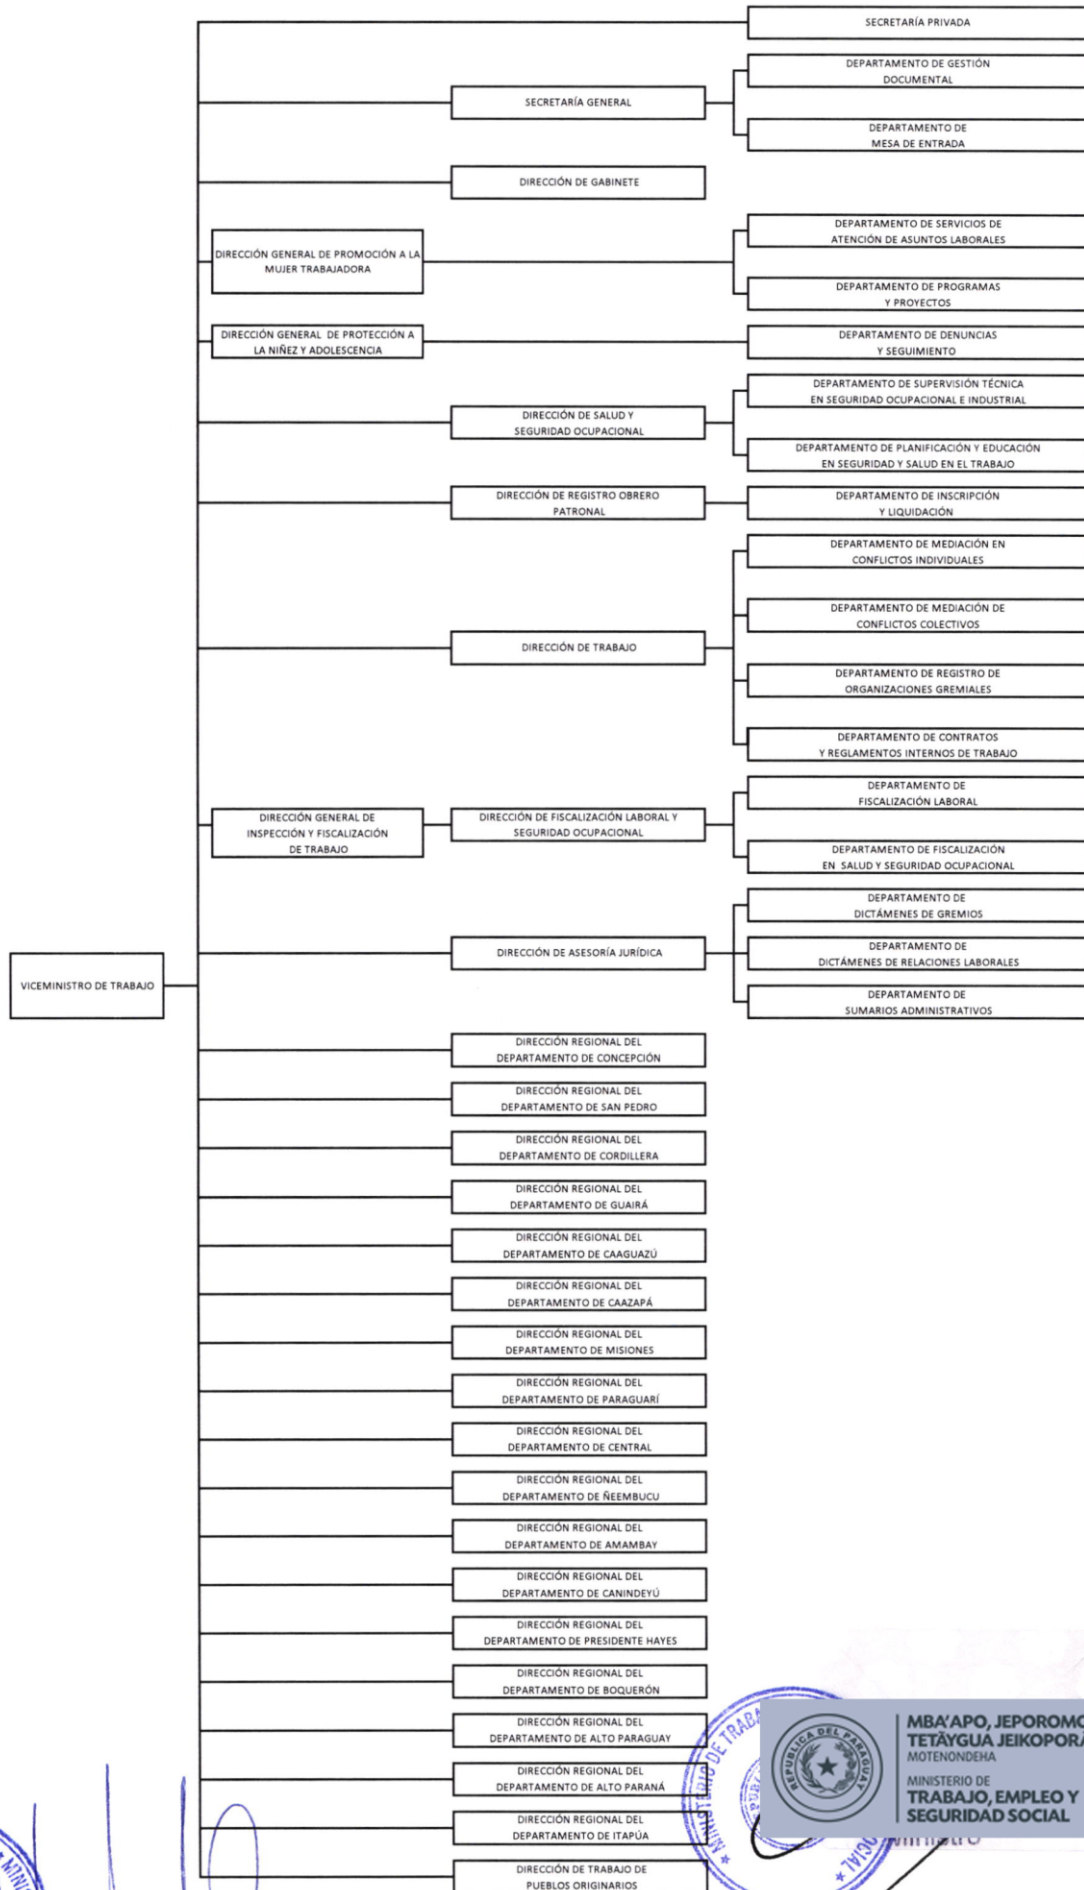 SECRETARÍA PRIVADA
DEPARTAMENTO DE GESTIÓN
DOCUMENTAL
SECRETARÍA GENERAL
DEPARTAMENTO DE
MESA DE ENTRADA
DIRECCIÓN DE GABINETE
DIRECCIÓN GENERAL DE PROMOCIÓN A LA
MUJER TRABAJADORA
DEPARTAMENTO DE SERVICIOS DE
ATENCIÓN DE ASUNTOS LABORALES
DEPARTAMENTO DE PROGRAMAS
Y PROYECTOS
DIRECCIÓN GENERAL DE PROTECCIÓN A
LA NIÑEZ Y ADOLESCENCIA
DEPARTAMENTO DE DENUNCIAS
Y SEGUIMIENTO
DIRECCIÓN DE SALUD Y
SEGURIDAD OCUPACIONAL
DEPARTAMENTO DE SUPERVISIÓN TÉCNICA
EN SEGURIDAD OCUPACIONAL E INDUSTRIAL
DEPARTAMENTO DE PLANIFICACIÓN Y EDUCACIÓN
EN SEGURIDAD Y SALUD EN EL TRABAJO
DIRECCIÓN DE REGISTRO OBRERO
PATRONAL
DEPARTAMENTO DE INSCRIPCIÓN
Y LIQUIDACIÓN
DIRECCIÓN DE TRABAJO
DEPARTAMENTO DE MEDIACIÓN EN
CONFLICTOS INDIVIDUALES
DEPARTAMENTO DE MEDIACIÓN DE
CONFLICTOS COLECTIVOS
DEPARTAMENTO DE REGISTRO DE
ORGANIZACIONES GREMIALES
DEPARTAMENTO DE CONTRATOS
Y REGLAMENTOS INTERNOS DE TRABAJO
DIRECCIÓN GENERAL DE
INSPECCIÓN Y FISCALIZACIÓN
DE TRABAJO
DIRECCIÓN DE FISCALIZACIÓN LABORAL Y
SEGURIDAD OCUPACIONAL
DEPARTAMENTO DE
FISCALIZACIÓN LABORAL
DEPARTAMENTO DE FISCALIZACIÓN
EN SALUD Y SEGURIDAD OCUPACIONAL
DIRECCIÓN DE ASESORÍA JURÍDICA
DEPARTAMENTO DE
DICTÁMENES DE GREMIOS
DEPARTAMENTO DE
DICTÁMENES DE RELACIONES LABORALES
DEPARTAMENTO DE
SUMARIOS ADMINISTRATIVOS
VICEMINISTRO DE TRABAJO
DIRECCIÓN REGIONAL DEL
DEPARTAMENTO DE CONCEPCIÓN
DIRECCIÓN REGIONAL DEL
DEPARTAMENTO DE SAN PEDRO
DIRECCIÓN REGIONAL DEL
DEPARTAMENTO DE CORDILLERA
DIRECCIÓN REGIONAL DEL
DEPARTAMENTO DE GUAIRÁ
DIRECCIÓN REGIONAL DEL
DEPARTAMENTO DE CAAGUAZÚ
DIRECCIÓN REGIONAL DEL
DEPARTAMENTO DE CAAZAPÁ
DIRECCIÓN REGIONAL DEL
DEPARTAMENTO DE MISIONES
DIRECCIÓN REGIONAL DEL
DEPARTAMENTO DE PARAGUARÍ
DIRECCIÓN REGIONAL DEL
DEPARTAMENTO DE CENTRAL
DIRECCIÓN REGIONAL DEL
DEPARTAMENTO DE ÑEEMBUCU
DIRECCIÓN REGIONAL DEL
DEPARTAMENTO DE AMAMBAY
DIRECCIÓN REGIONAL DEL
DEPARTAMENTO DE CANINDEYÚ
DIRECCIÓN REGIONAL DEL
DEPARTAMENTO DE PRESIDENTE HAYES
DIRECCIÓN REGIONAL DEL
DEPARTAMENTO DE BOQUERÓN
DIRECCIÓN REGIONAL DEL
DEPARTAMENTO DE ALTO PARAGUAY
DIRECCIÓN REGIONAL DEL
DEPARTAMENTO DE ALTO PARANÁ
DIRECCIÓN REGIONAL DEL
DEPARTAMENTO DE ITAPÚA
DIRECCIÓN DE TRABAJO DE
PUEBLOS ORIGINARIOS
MINISTERIO DE
SOCIAL
REPUBLICA DEL PARAGUAY
MBA'APO, JEPOROMO
TETÃYGUA JEIKOPORÃ
MOTENONDEHA
MINISTERIO DE
TRABAJO, EMPLEO Y
SEGURIDAD SOCIAL